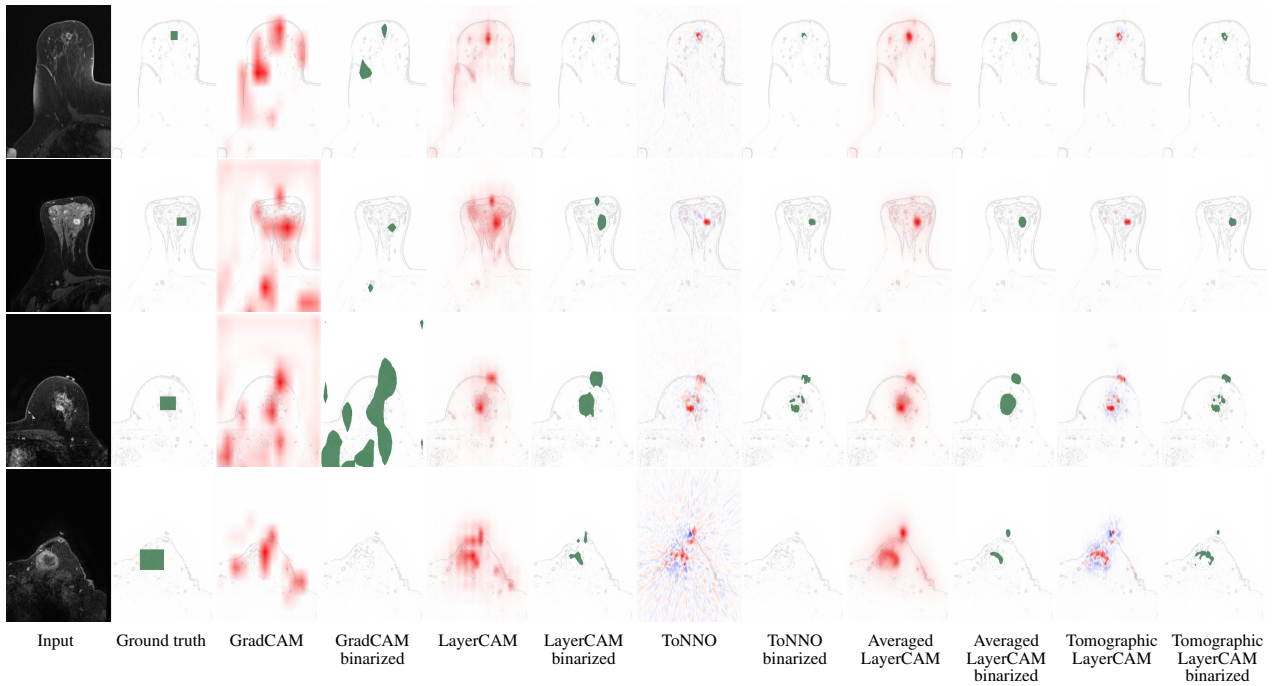 Input Ground truth GradCAM GradCAM LayerCAM LayerCAM ToNNO ToNNO Averaged Averaged Tomographic Tomographic
binarized binarized binarized LayerCAM LayerCAM LayerCAM LayerCAM
binarized binarized